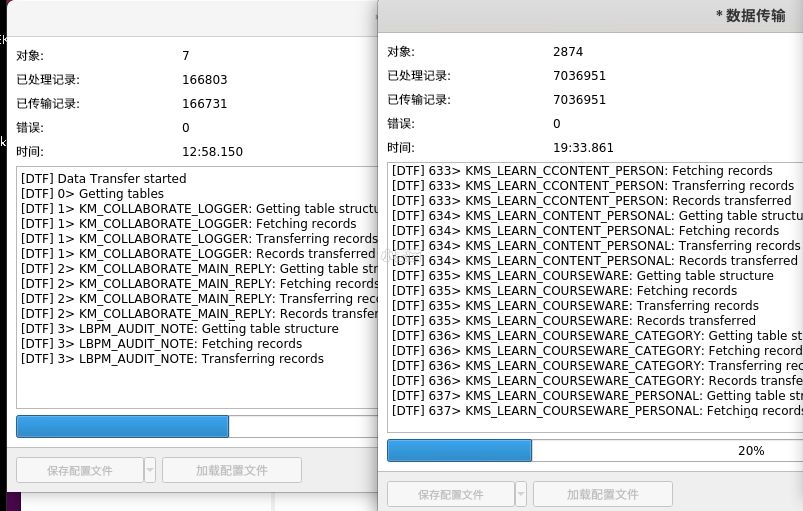 对象: 7
已处理记录: 166803
已传输记录: 166731
错误: 0
时间: 12:58.150
[DTF] Data Transfer started
[DTF] 0> Getting tables
[DTF] 1> KM_COLLABORATE_LOGGER: Getting table structu
[DTF] 1> KM_COLLABORATE_LOGGER: Fetching records
[DTF] 1> KM_COLLABORATE_LOGGER: Transferring records
[DTF] 1> KM_COLLABORATE_LOGGER: Records transferred
[DTF] 2> KM_COLLABORATE_MAIN_REPLY: Getting table str
[DTF] 2> KM_COLLABORATE_MAIN_REPLY: Fetching records
[DTF] 2> KM_COLLABORATE_MAIN_REPLY: Transferring reco
[DTF] 2> KM_COLLABORATE_MAIN_REPLY: Records transfer
[DTF] 3> LBPM_AUDIT_NOTE: Getting table structure
[DTF] 3> LBPM_AUDIT_NOTE: Fetching records
[DTF] 3> LBPM_AUDIT_NOTE: Transferring records
保存配置文件
加载配置文件
* 数据传输
对象: 2874
已处理记录: 7036951
已传输记录: 7036951
错误: 0
时间: 19:33.861
[DTF] 633> KMS_LEARN_CCONTENT_PERSON: Fetching records
[DTF] 633> KMS_LEARN_CCONTENT_PERSON: Transferring records
[DTF] 633> KMS_LEARN_CCONTENT_PERSON: Records transferred
[DTF] 634> KMS_LEARN_CONTENT_PERSONAL: Getting table structu
[DTF] 634> KMS_LEARN_CONTENT_PERSONAL: Fetching records
[DTF] 634> KMS_LEARN_CONTENT_PERSONAL: Transferring records
[DTF] 634> KMS_LEARN_CONTENT_PERSONAL: Records transferred
[DTF] 635> KMS_LEARN_COURSEWARE: Getting table structure
[DTF] 635> KMS_LEARN_COURSEWARE: Fetching records
[DTF] 635> KMS_LEARN_COURSEWARE: Transferring records
[DTF] 635> KMS_LEARN_COURSEWARE: Records transferred
[DTF] 636> KMS_LEARN_COURSEWARE_CATEGORY: Getting table st
[DTF] 636> KMS_LEARN_COURSEWARE_CATEGORY: Fetching record
[DTF] 636> KMS_LEARN_COURSEWARE_CATEGORY: Transferring rec
[DTF] 636> KMS_LEARN_COURSEWARE_CATEGORY: Records transfe
[DTF] 637> KMS_LEARN_COURSEWARE_PERSONAL: Getting table str
[DTF] 637> KMS_LEARN_COURSEWARE_PERSONAL: Fetching records
20%
保存配置文件
加载配置文件